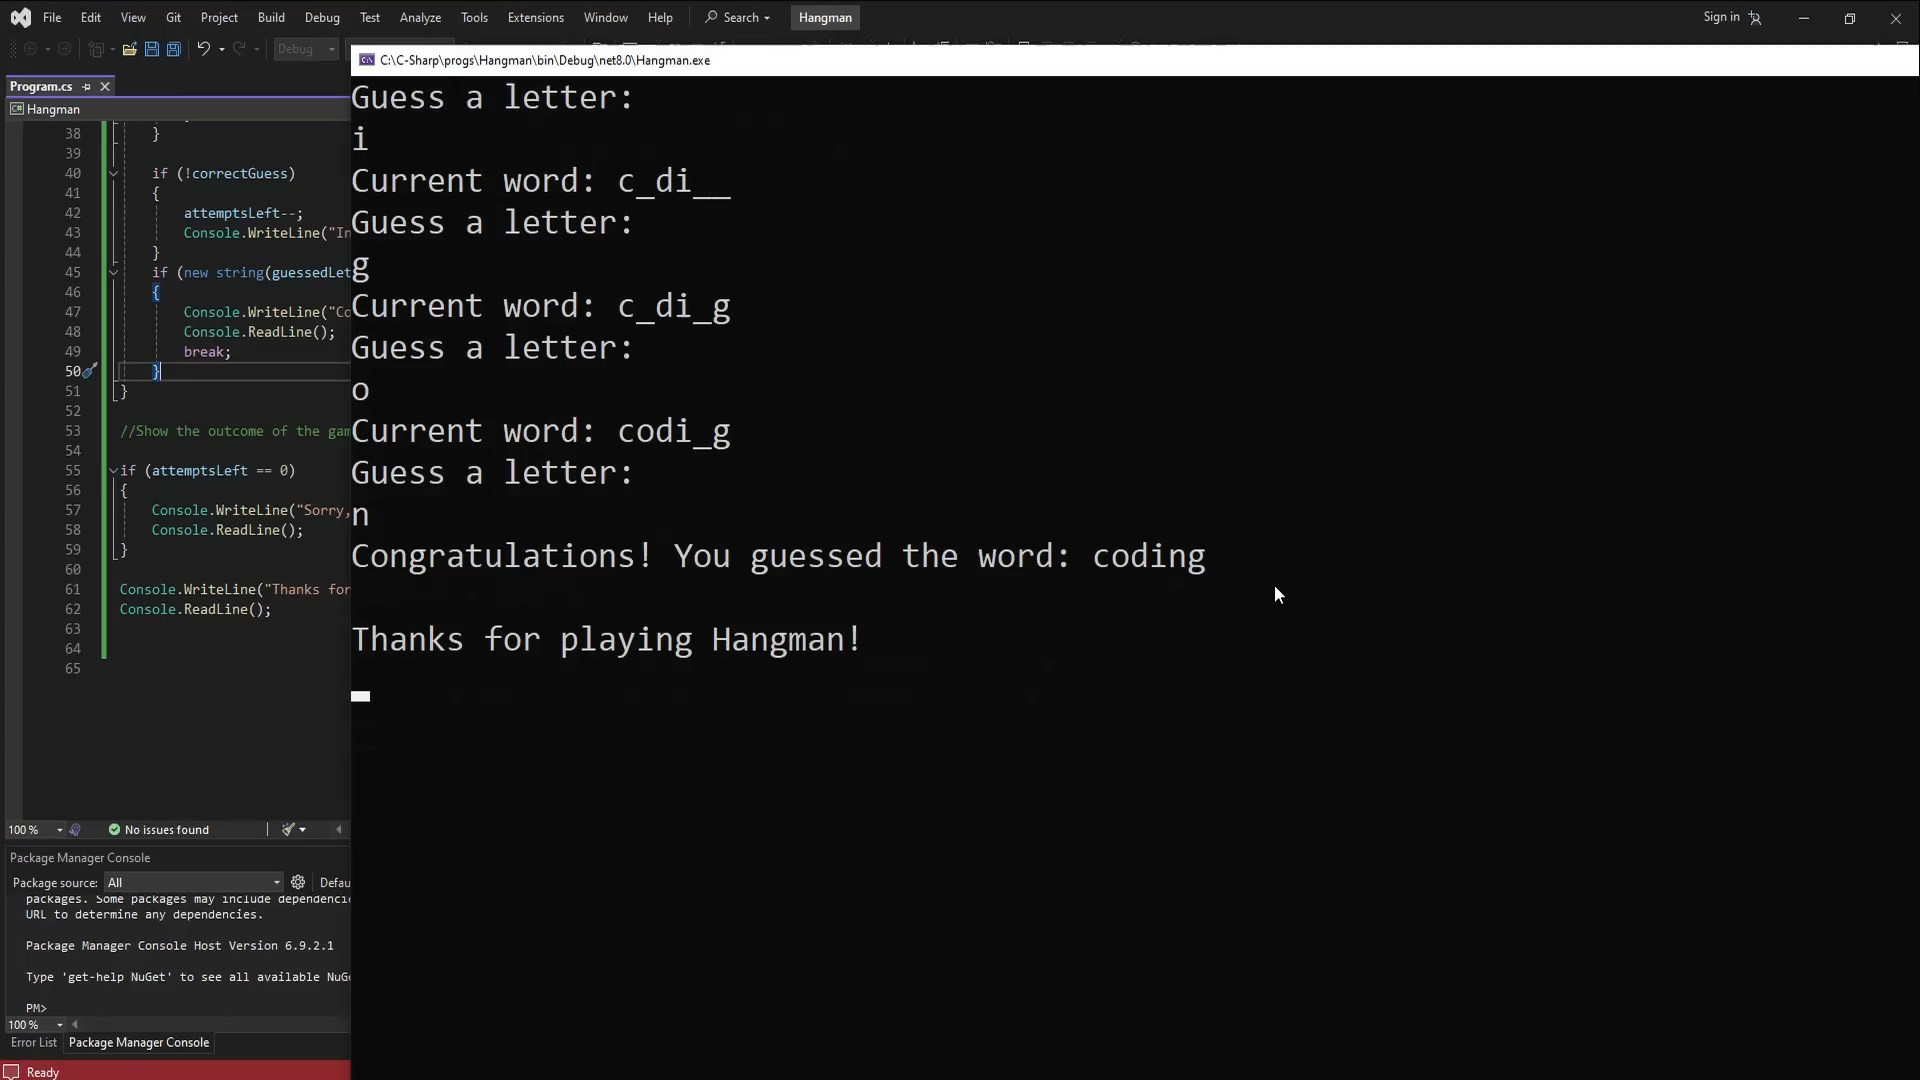 File Edit View Git Project Build Debug Test Analyze Tools Extensions Window Help Search Hangman Sign in
Debug
Program.cs
Hangman
38 }
39
40 if (!correctGuess)
41 {
42 attemptsLeft--;
43 Console.WriteLine("In
44 }
45 if (new string(guessedLet
46 {
47 Console.WriteLine("Co
48 Console.ReadLine();
49 break;
50 }
51 }
52
53 //Show the outcome of the gam
54
55 if (attemptsLeft == 0)
56 {
57 Console.WriteLine("Sorry,
58 Console.ReadLine();
59 }
60
61 Console.WriteLine("Thanks for
62 Console.ReadLine();
63
64
65
100 % No issues found
Package Manager Console
Package source: All Defau
packages. Some packages may include dependenci
URL to determine any dependencies.
Package Manager Console Host Version 6.9.2.1
Type 'get-help NuGet' to see all available NuG
PM>
100 %
Error List Package Manager Console
Ready
C:\C-Sharp\progs\Hangman\bin\Debug\net8.0\Hangman.exe
Guess a letter:
i
Current word: c_di__
Guess a letter:
g
Current word: c_di_g
Guess a letter:
o
Current word: codi_g
Guess a letter:
n
Congratulations! You guessed the word: coding
Thanks for playing Hangman!